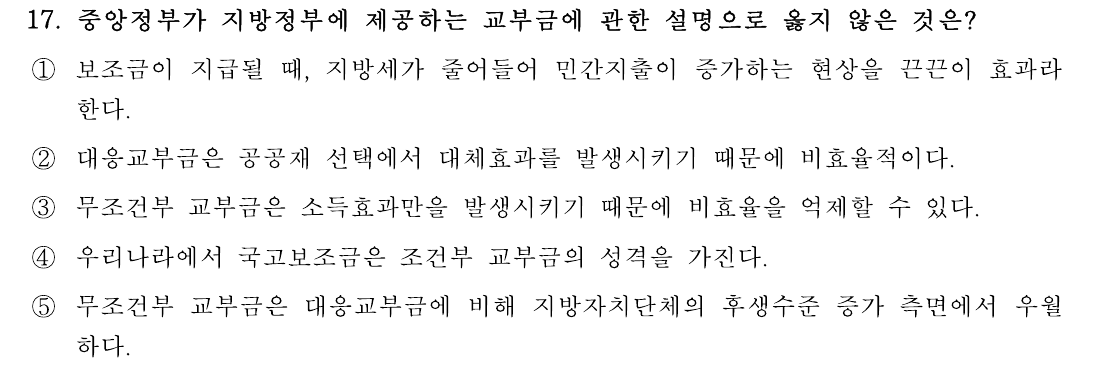 17. 중앙정부가 지방정부에 제공하는 교부금에 관한 설명으로 옳지 않은 것은?
① 보조금이 지급될 때, 지방세가 줄어들어 민간지출이 증가하는 현상을 끈끈이 효과라
한다.
② 대응교부금은 공공재 선택에서 대체효과를 발생시키기 때문에 비효율적이다.
③ 무조건부 교부금은 소득효과만을 발생시키기 때문에 비효율을 억제할 수 있다.
④ 우리나라에서 국고보조금은 조건부 교부금의 성격을 가진다.
⑤ 무조건부 교부금은 대응교부금에 비해 지방자치단체의 후생수준 증가 측면에서 우월
하다.